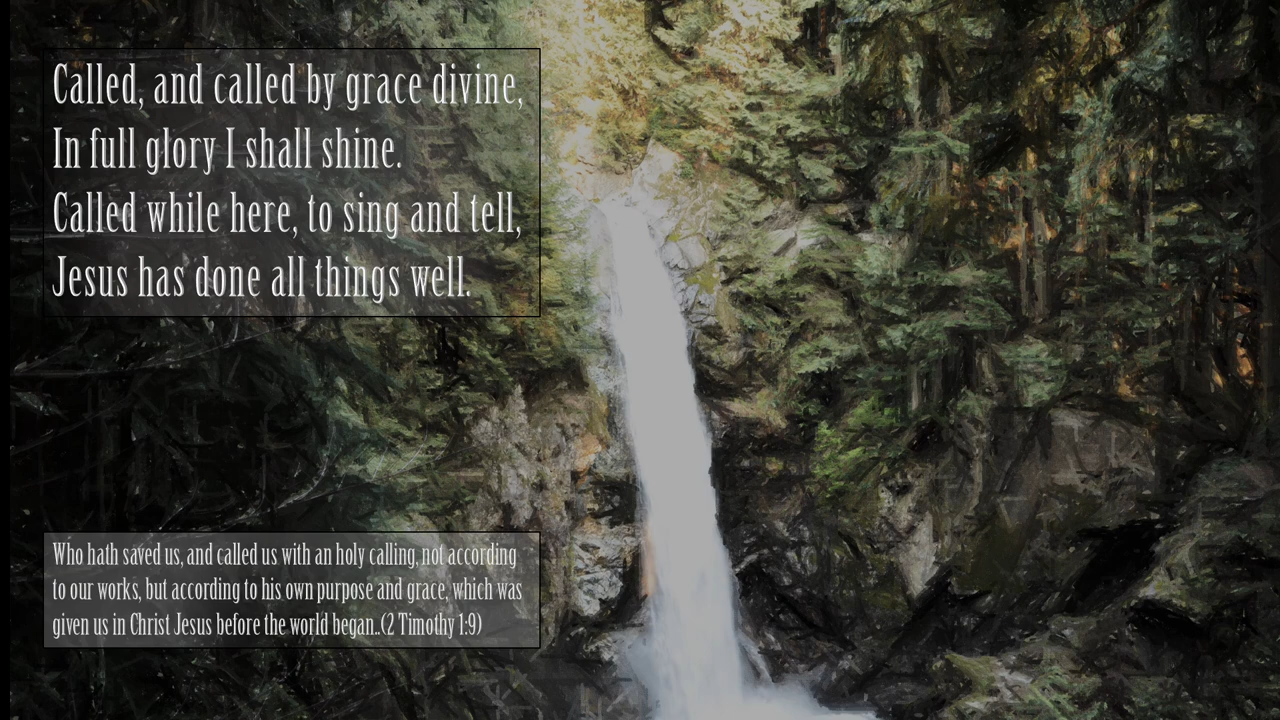 Called, and called by grace divine,
In full glory I shall shine.
Called while here, to sing and tell,
Jesus has done all things well.
Who hath saved us, and called us with an holy calling, not according
to our works, but according to his own purpose and grace, which was
given us in Christ Jesus before the world began..(2 Timothy 1:9)